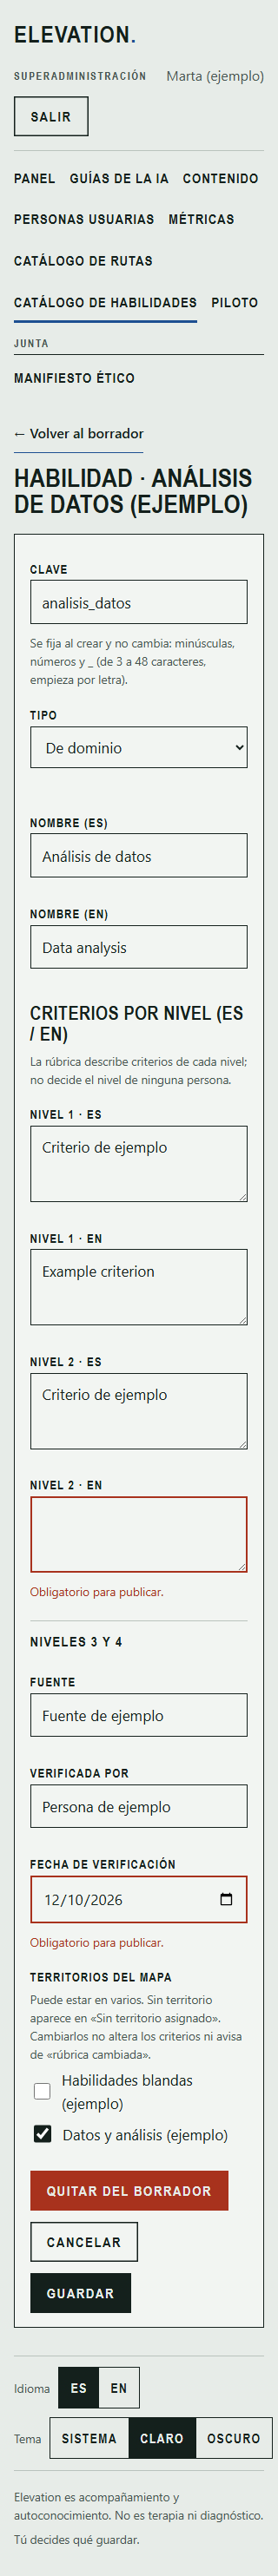 ELEVATION.
SUPERADMINISTRACIÓN Marta (ejemplo)
SALIR
PANEL GUÍAS DE LA IA CONTENIDO
PERSONAS USUARIAS MÉTRICAS
CATÁLOGO DE RUTAS
CATÁLOGO DE HABILIDADES PILOTO
JUNTA
MANIFIESTO ÉTICO
← Volver al borrador
HABILIDAD · ANÁLISIS
DE DATOS (EJEMPLO)
CLAVE
analisis_datos
Se fija al crear y no cambia: minúsculas,
números y _ (de 3 a 48 caracteres,
empieza por letra).
TIPO
De dominio
NOMBRE (ES)
Análisis de datos
NOMBRE (EN)
Data analysis
CRITERIOS POR NIVEL (ES
/ EN)
La rúbrica describe criterios de cada nivel;
no decide el nivel de ninguna persona.
NIVEL 1 · ES
Criterio de ejemplo
NIVEL 1 · EN
Example criterion
NIVEL 2 · ES
Criterio de ejemplo
NIVEL 2 · EN
Obligatorio para publicar.
NIVELES 3 Y 4
FUENTE
Fuente de ejemplo
VERIFICADA POR
Persona de ejemplo
FECHA DE VERIFICACIÓN
12/10/2026
Obligatorio para publicar.
TERRITORIOS DEL MAPA
Puede estar en varios. Sin territorio
aparece en «Sin territorio asignado».
Cambiarlos no altera los criterios ni avisa
de «rúbrica cambiada».
Habilidades blandas
(ejemplo)
Datos y análisis (ejemplo)
QUITAR DEL BORRADOR
CANCELAR
GUARDAR
Idioma ES EN
Tema SISTEMA CLARO OSCURO
Elevation es acompañamiento y
autoconocimiento. No es terapia ni diagnóstico.
Tú decides qué guardar.